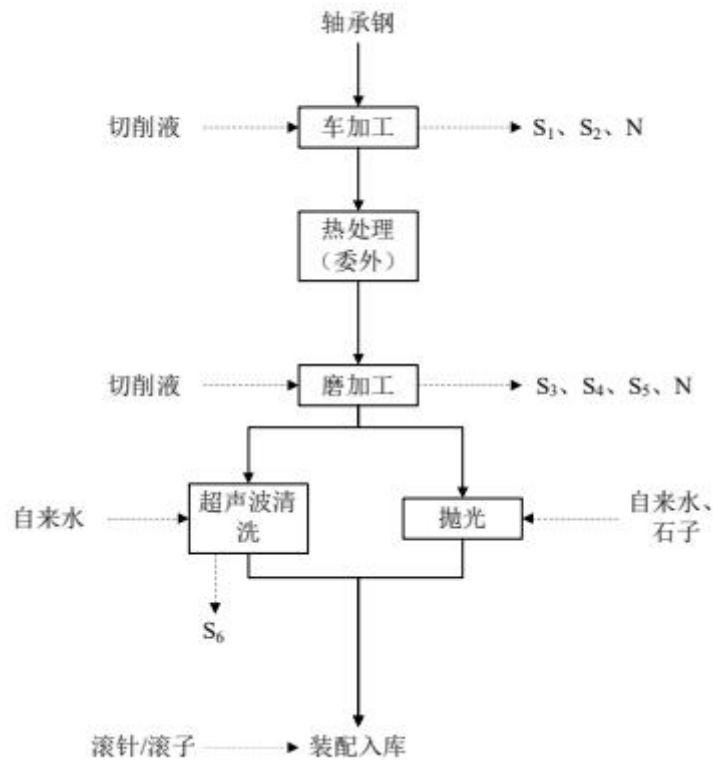 轴承钢
切削液
车加工
S₁、S₂、N
热处理
（委外）
切削液
磨加工
S₃、S₄、S₅、N
自来水
超声波清
洗
抛光
自来水、
石子
S₆
滚针/滚子
装配入库